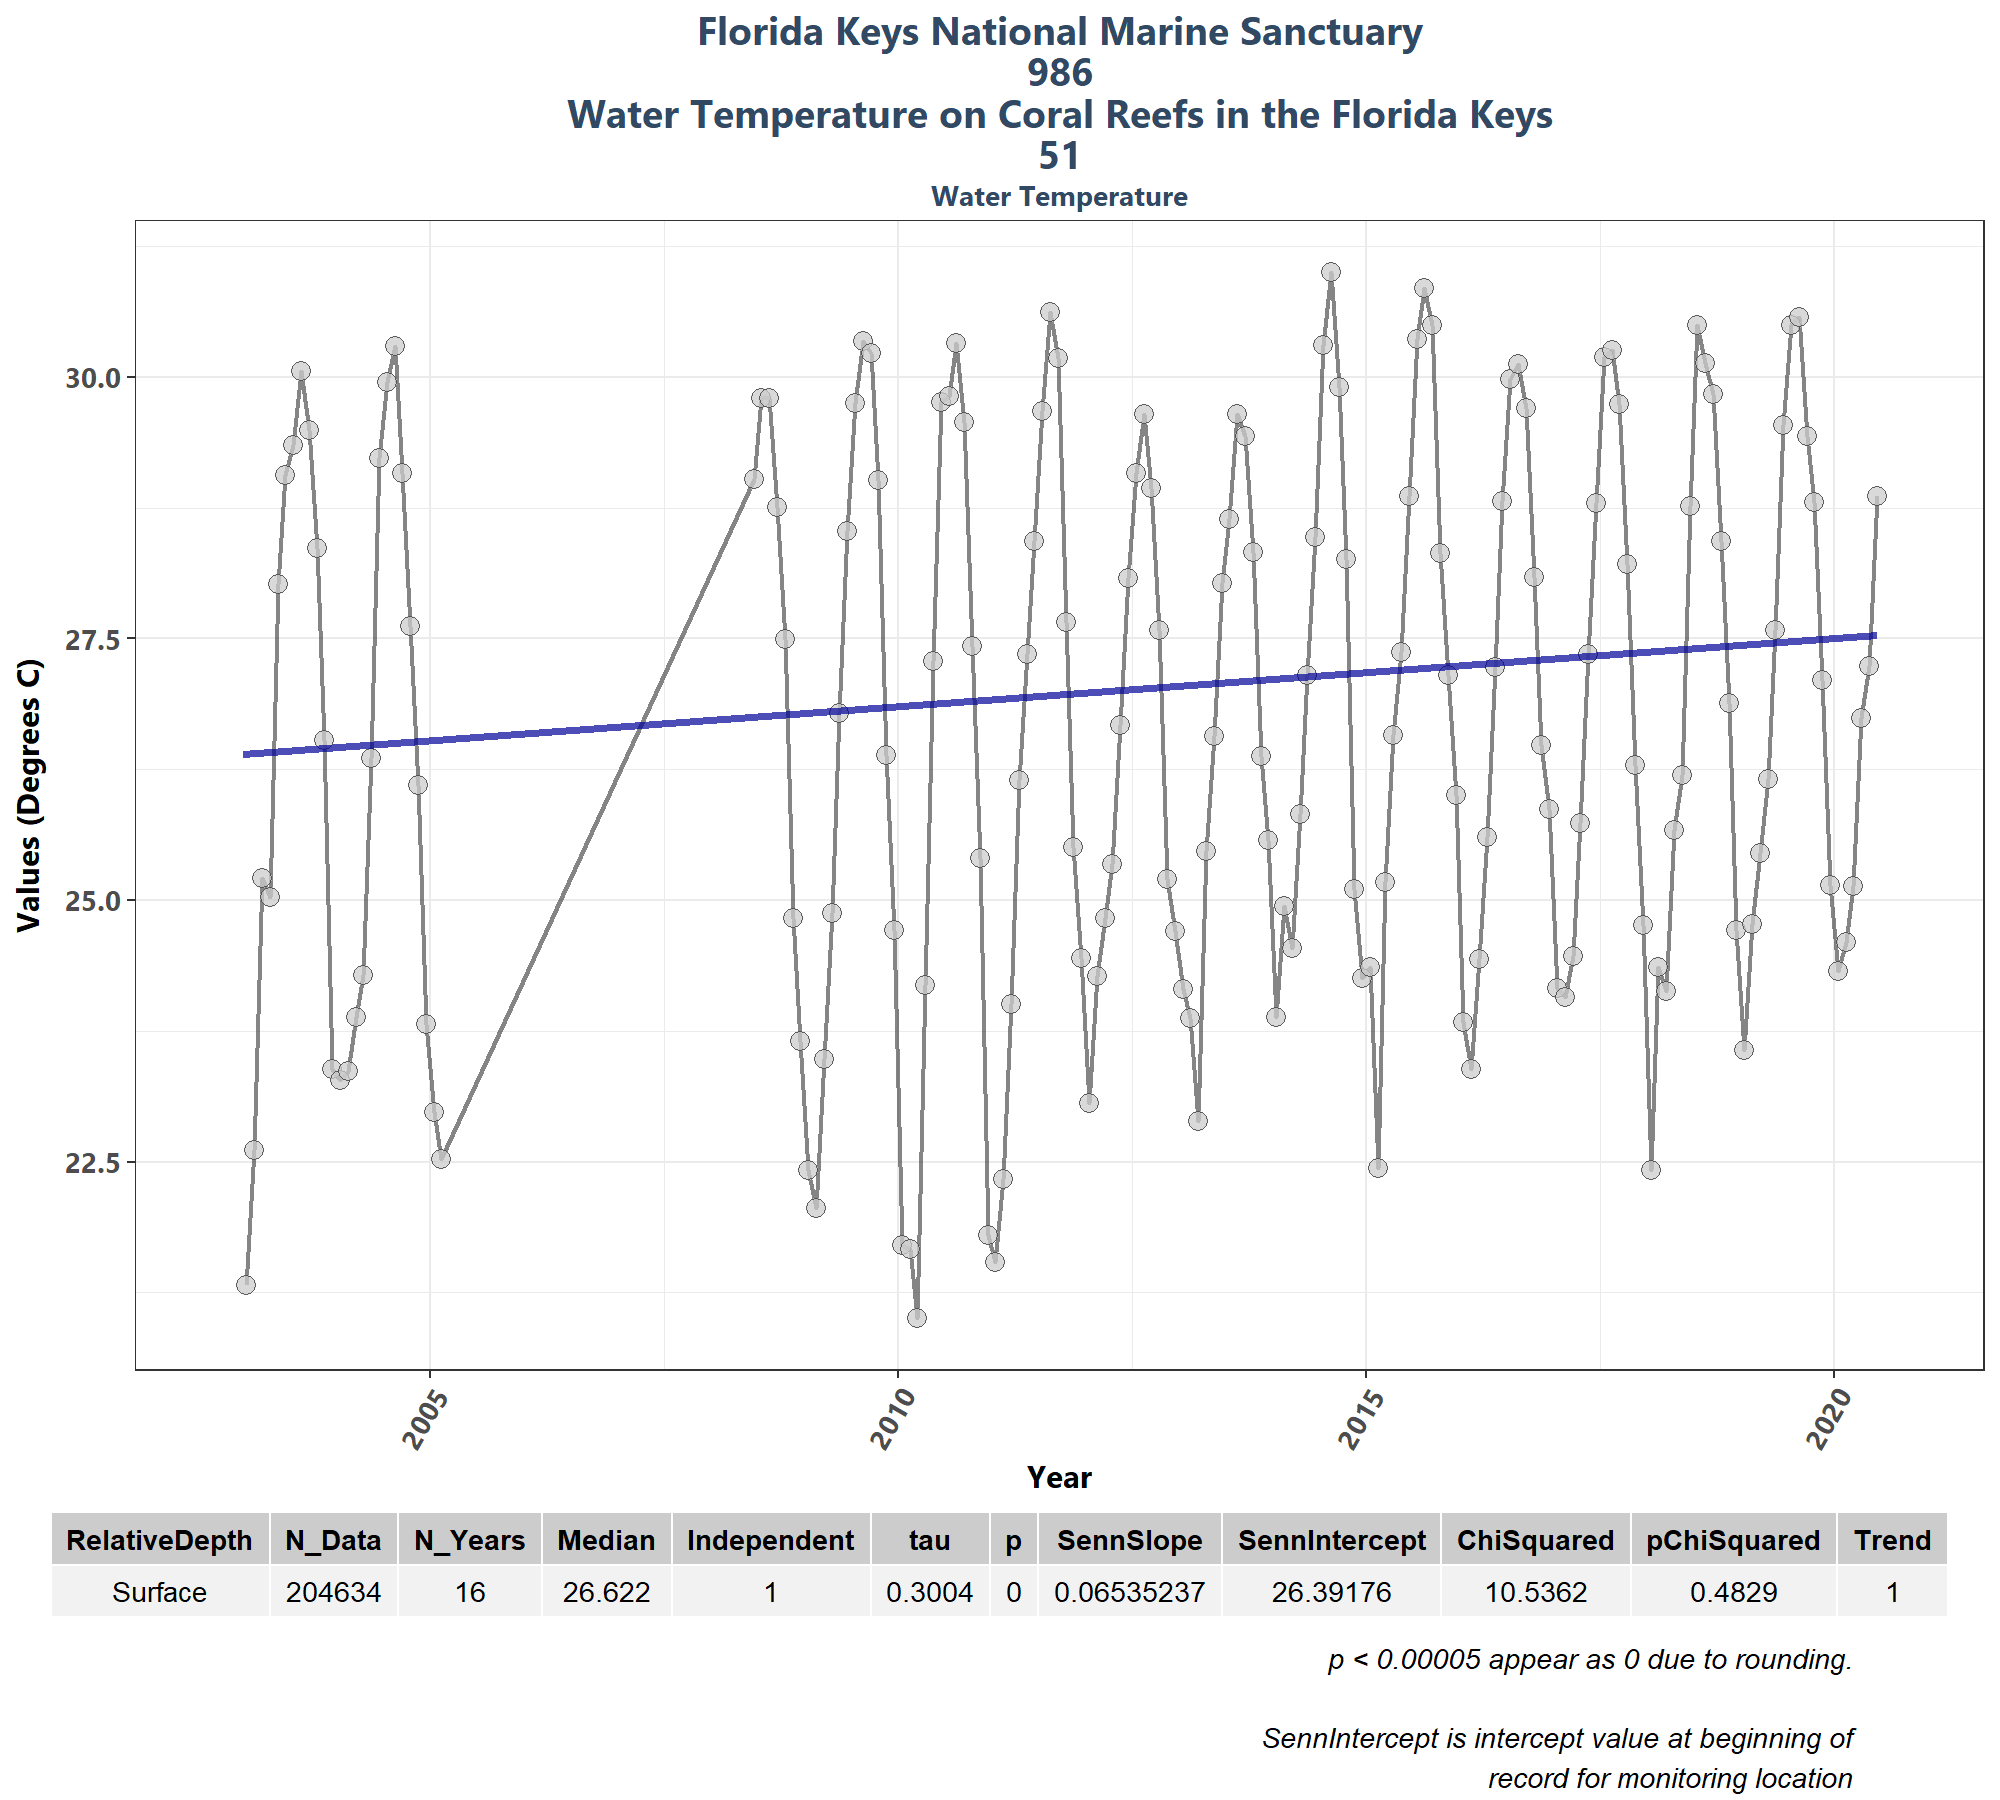 Florida Keys National Marine Sanctuary
986
Water Temperature on Coral Reefs in the Florida Keys
51
Water Temperature
Values (Degrees C)
30.0
27.5
25.0
22.5
2005 2010 2015 2020
Year
RelativeDepth N_Data N_Years Median Independent tau p SennSlope SennIntercept ChiSquared pChiSquared Trend
Surface 204634 16 26.622 1 0.3004 0 0.06535237 26.39176 10.5362 0.4829 1
p < 0.00005 appear as 0 due to rounding.
SennIntercept is intercept value at beginning of
record for monitoring location